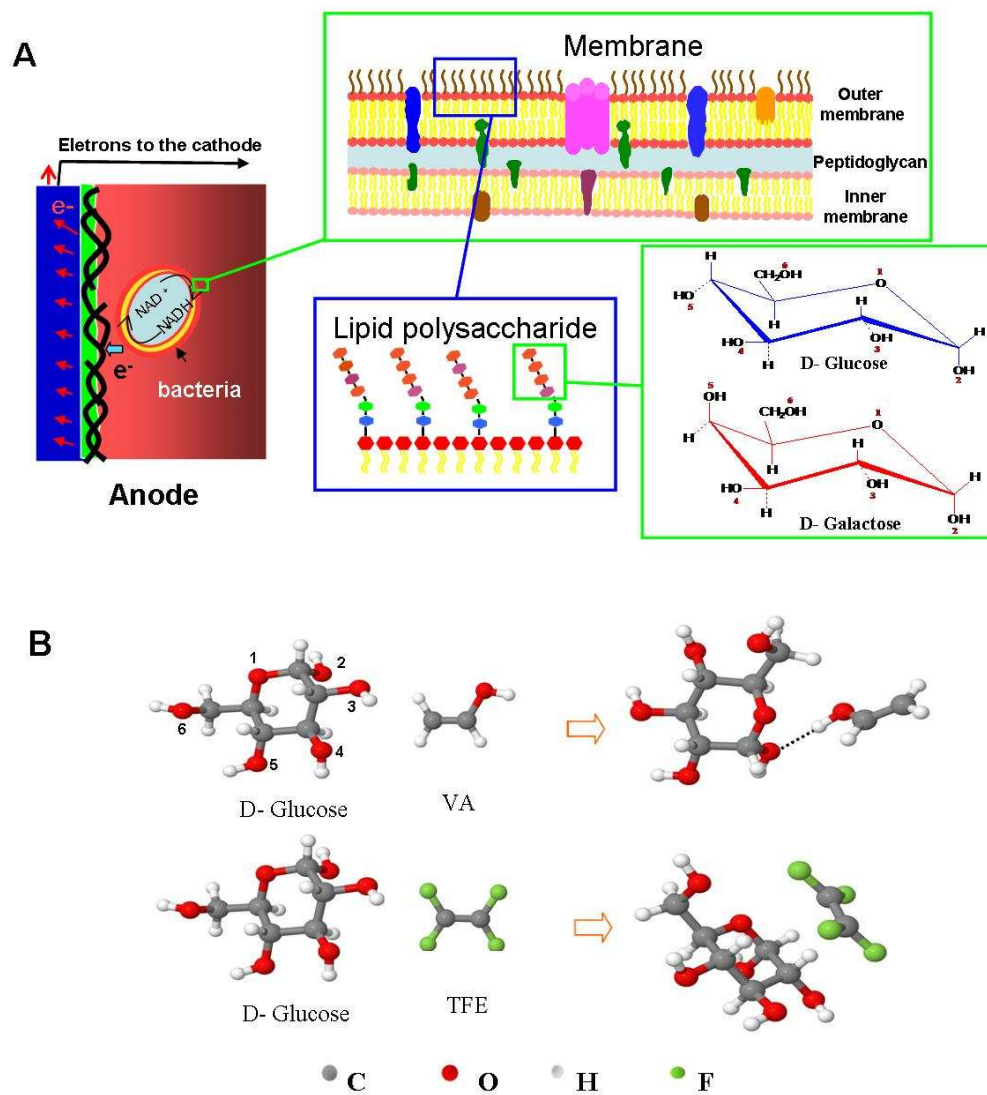 A
Membrane
Outer
membrane
Peptidoglycan
Inner
membrane
Eletrons to the cathode
e-
NAD +
NADH
e-
bacteria
Anode
Lipid polysaccharide
H
6
CH2OH
1
O
HO
5
H
H
HO
4
H
OH
3
H
OH
2
D- Glucose
5
OH
6
CH2OH
1
O
H
H
H
HO
4
H
OH
3
H
OH
2
D- Galactose
B
1
2
3
4
5
6
D- Glucose
VA
D- Glucose
TFE
C O H F